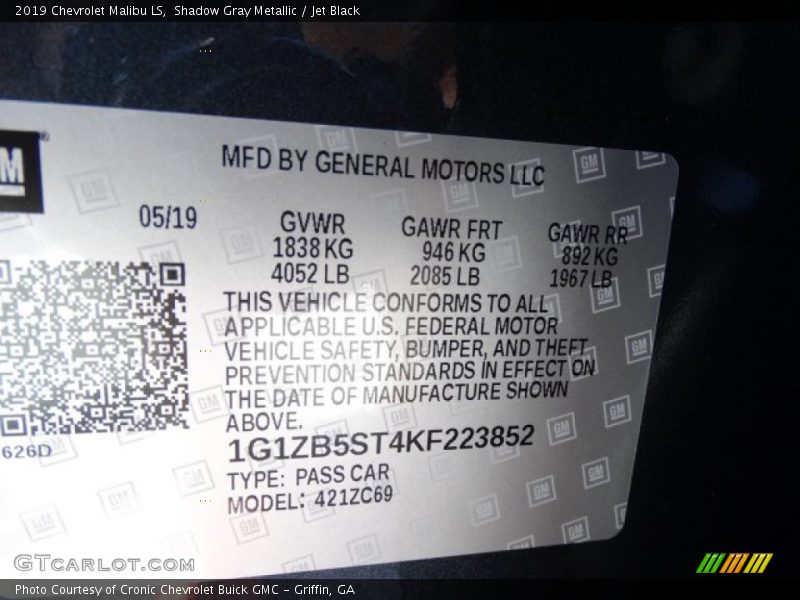 2019 Chevrolet Malibu LS,  Shadow Gray Metallic / Jet Black
GM®
MFD BY GENERAL MOTORS LLC
05/19
GVWR
1838 KG
4052 LB
GAWR FRT
946 KG
2085 LB
GAWR RR
892 KG
1967 LB
THIS VEHICLE CONFORMS TO ALL
APPLICABLE U.S. FEDERAL MOTOR
VEHICLE SAFETY, BUMPER, AND THEFT
PREVENTION STANDARDS IN EFFECT ON
THE DATE OF MANUFACTURE SHOWN
ABOVE.
626D
1G1ZB5ST4KF223852
TYPE: PASS CAR
MODEL: 421ZC69
GTcarlot.com
Photo Courtesy of Cronic Chevrolet Buick GMC – Griffin, GA